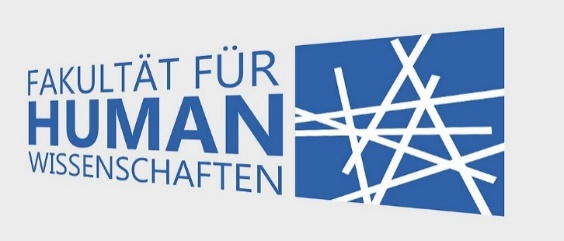 FAKULTÄT FÜR
HUMAN
WISSENSCHAFTEN